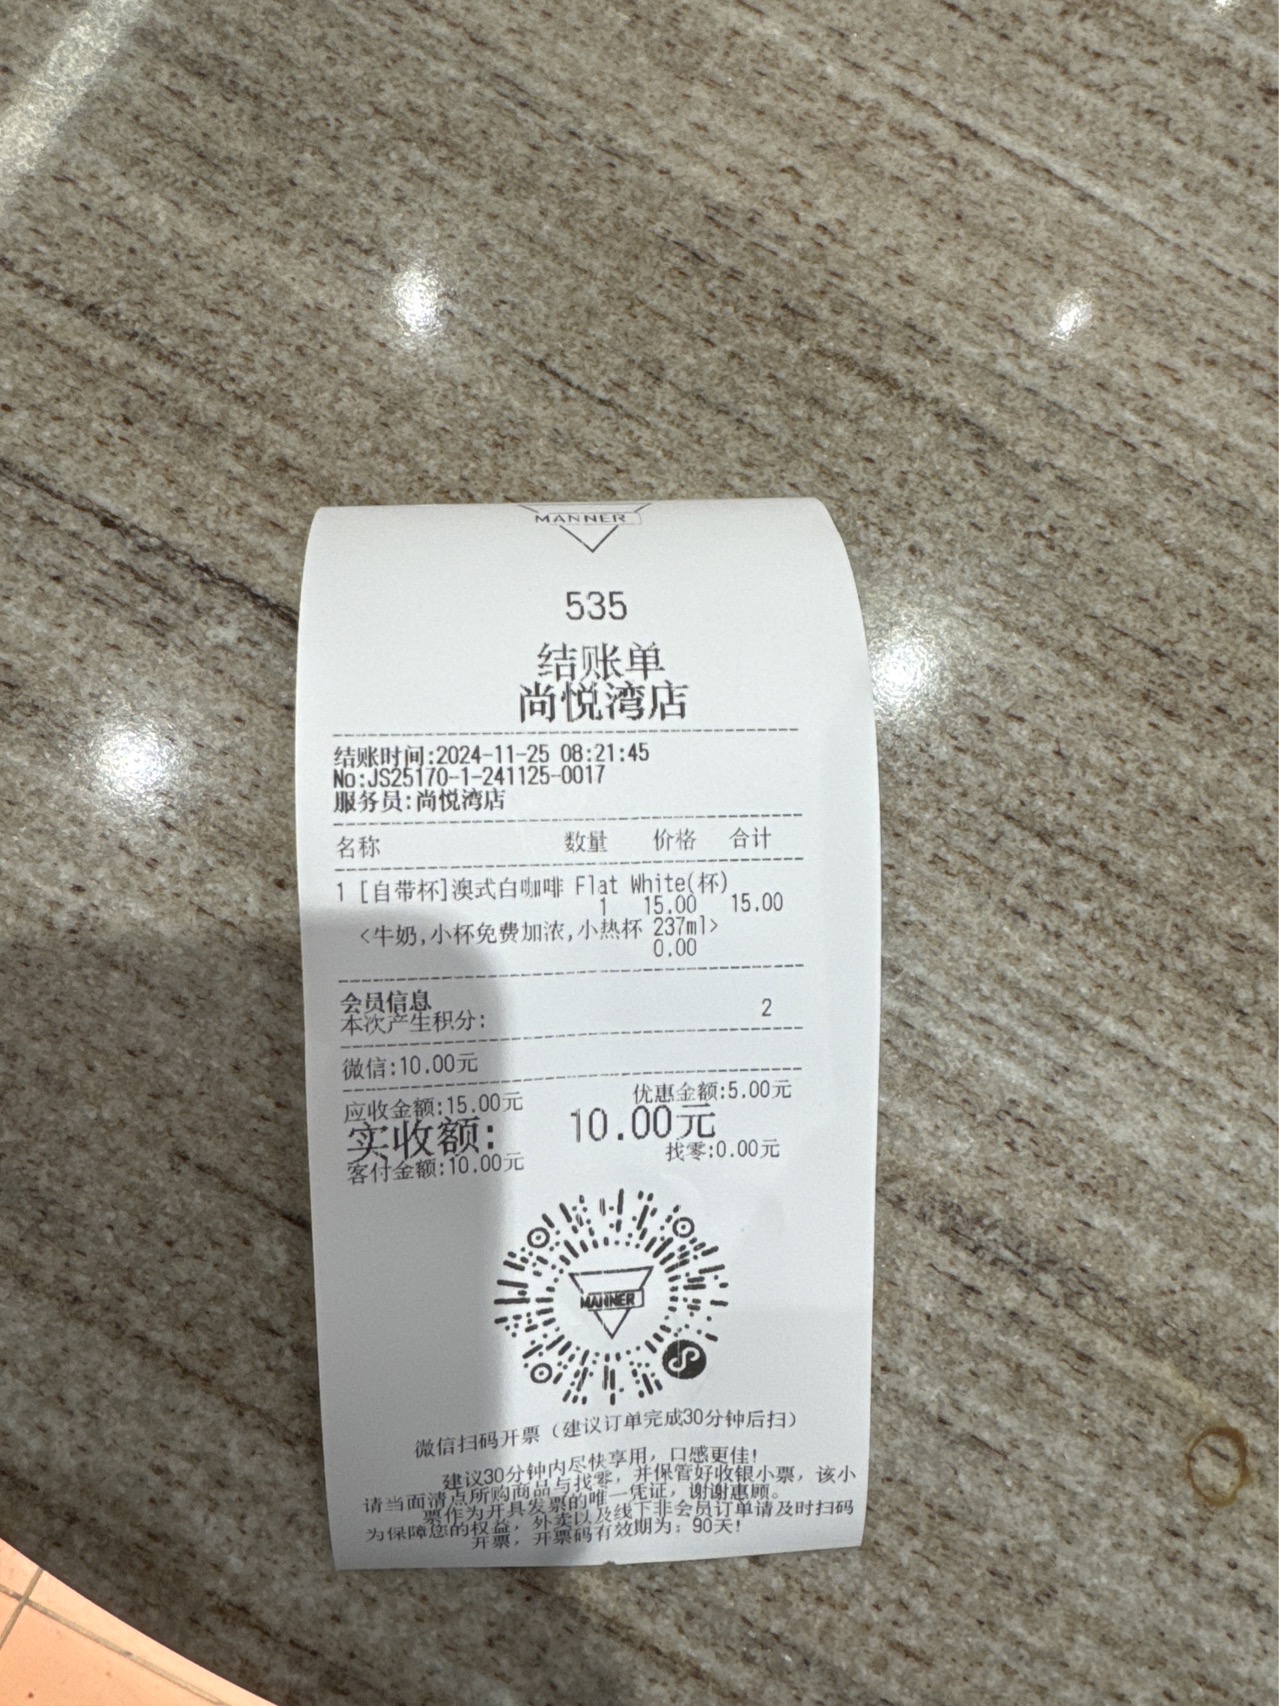 MANNER
535
结账单
尚悦湾店
结账时间:2024-11-25 08:21:45
No:JS25170-1-241125-0017
服务员:尚悦湾店
名称 数量 价格 合计
1 [自带杯]澳式白咖啡 Flat White(杯)
1 15.00 15.00
<牛奶,小杯免费加浓,小热杯 237ml>
0.00
会员信息
本次产生积分: 2
微信:10.00元
应收金额:15.00元 优惠金额:5.00元
实收额: 10.00元
客付金额:10.00元 找零:0.00元
MANNER
微信扫码开票（建议订单完成30分钟后扫）
建议30分钟内尽快享用，口感更佳!
请当面清点所购商品与找零，并保管好收银小票，该小
票作为开具发票的唯一凭证，谢谢惠顾。
为保障您的权益，外卖以及线下非会员订单请及时扫码
开票，开票码有效期为：90天!